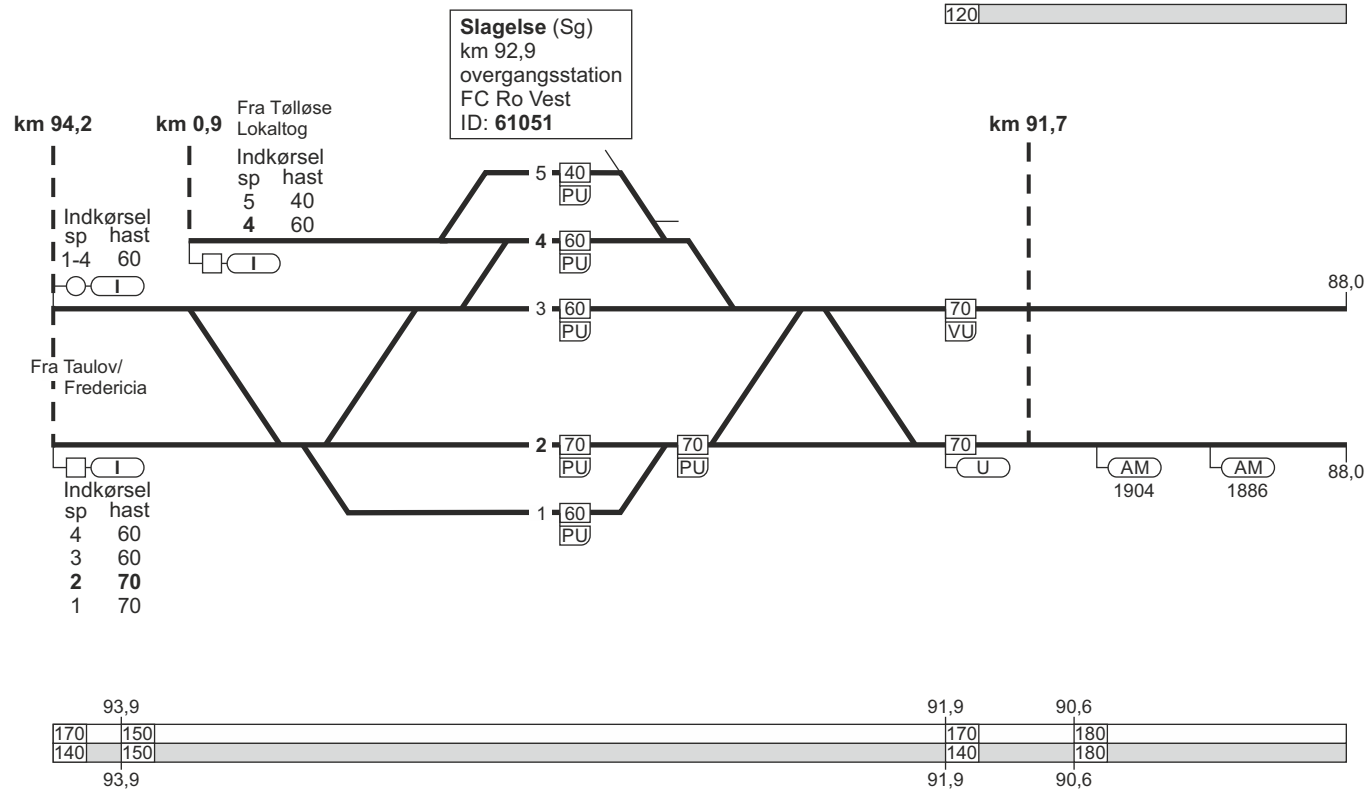 120
Slagelse (Sg)
km 92,9
overgangsstation
FC Ro Vest
ID: 61051
km 94,2
km 0,9
Fra Tølløse
Lokaltog
km 91,7
Indkørsel
sp hast
5 40
4 60
5 40
PU
Indkørsel
sp hast
1-4 60
I
I
4 60
PU
88,0
3 60
PU
70
VU
Fra Taulov/
Fredericia
2 70
PU
70
PU
70
U
I
AM
1904
AM
1886
88,0
Indkørsel
sp hast
4 60
3 60
2 70
1 70
1 60
PU
93,9 91,9 90,6
170 150 170 180
140 150 140 180
93,9 91,9 90,6